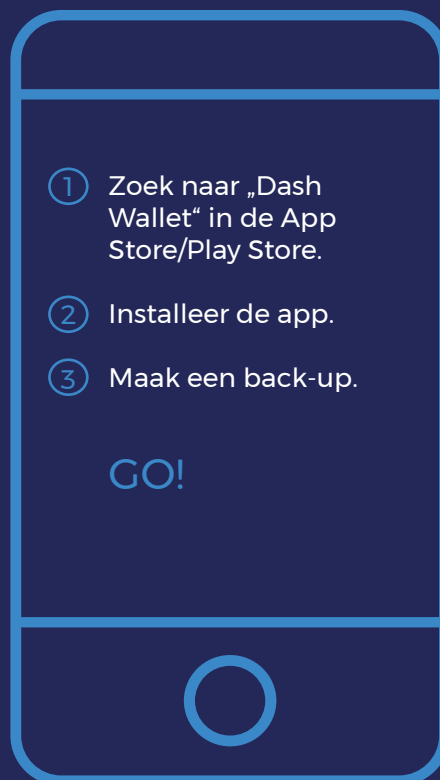 1 Zoek naar „Dash
Wallet“ in de App
Store/Play Store.
2 Installeer de app.
3 Maak een back-up.
GO!